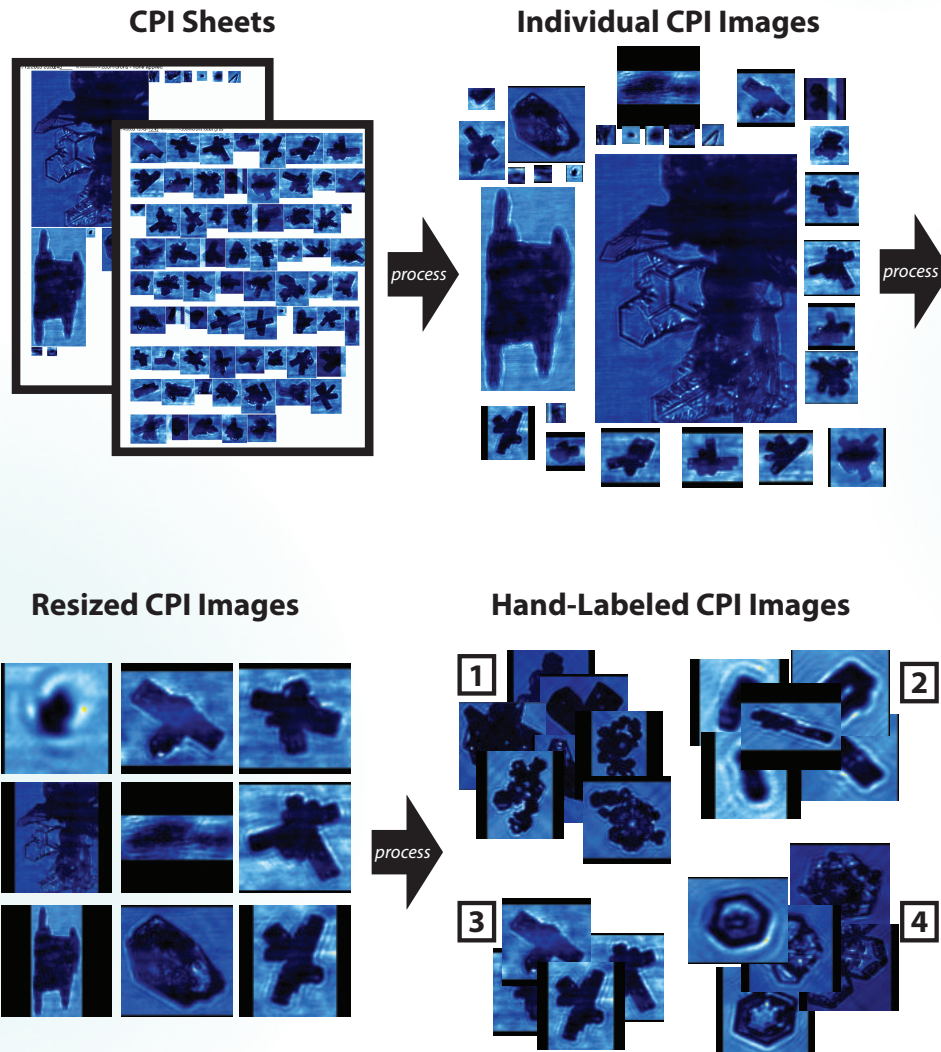 CPI Sheets
Individual CPI Images
process
process
Resized CPI Images
Hand-Labeled CPI Images
1
2
process
3
4